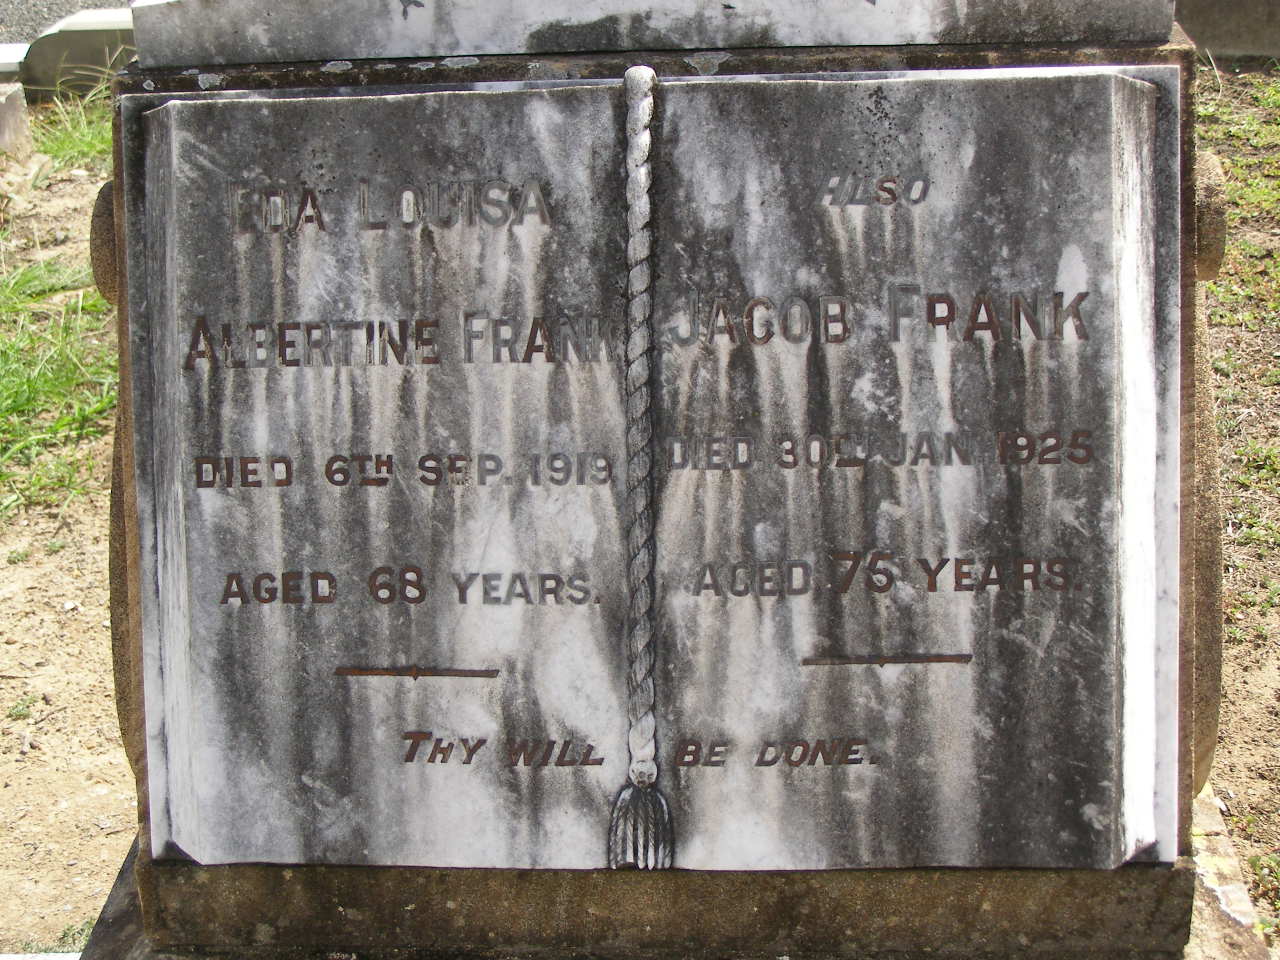 EDA LOUISA
ALBERTINE FRANK
DIED 6TH SEP. 1919
AGED 68 YEARS.
ALSO
JACOB FRANK
DIED 30TH JAN. 1925
AGED 75 YEARS.
THY WILL BE DONE.